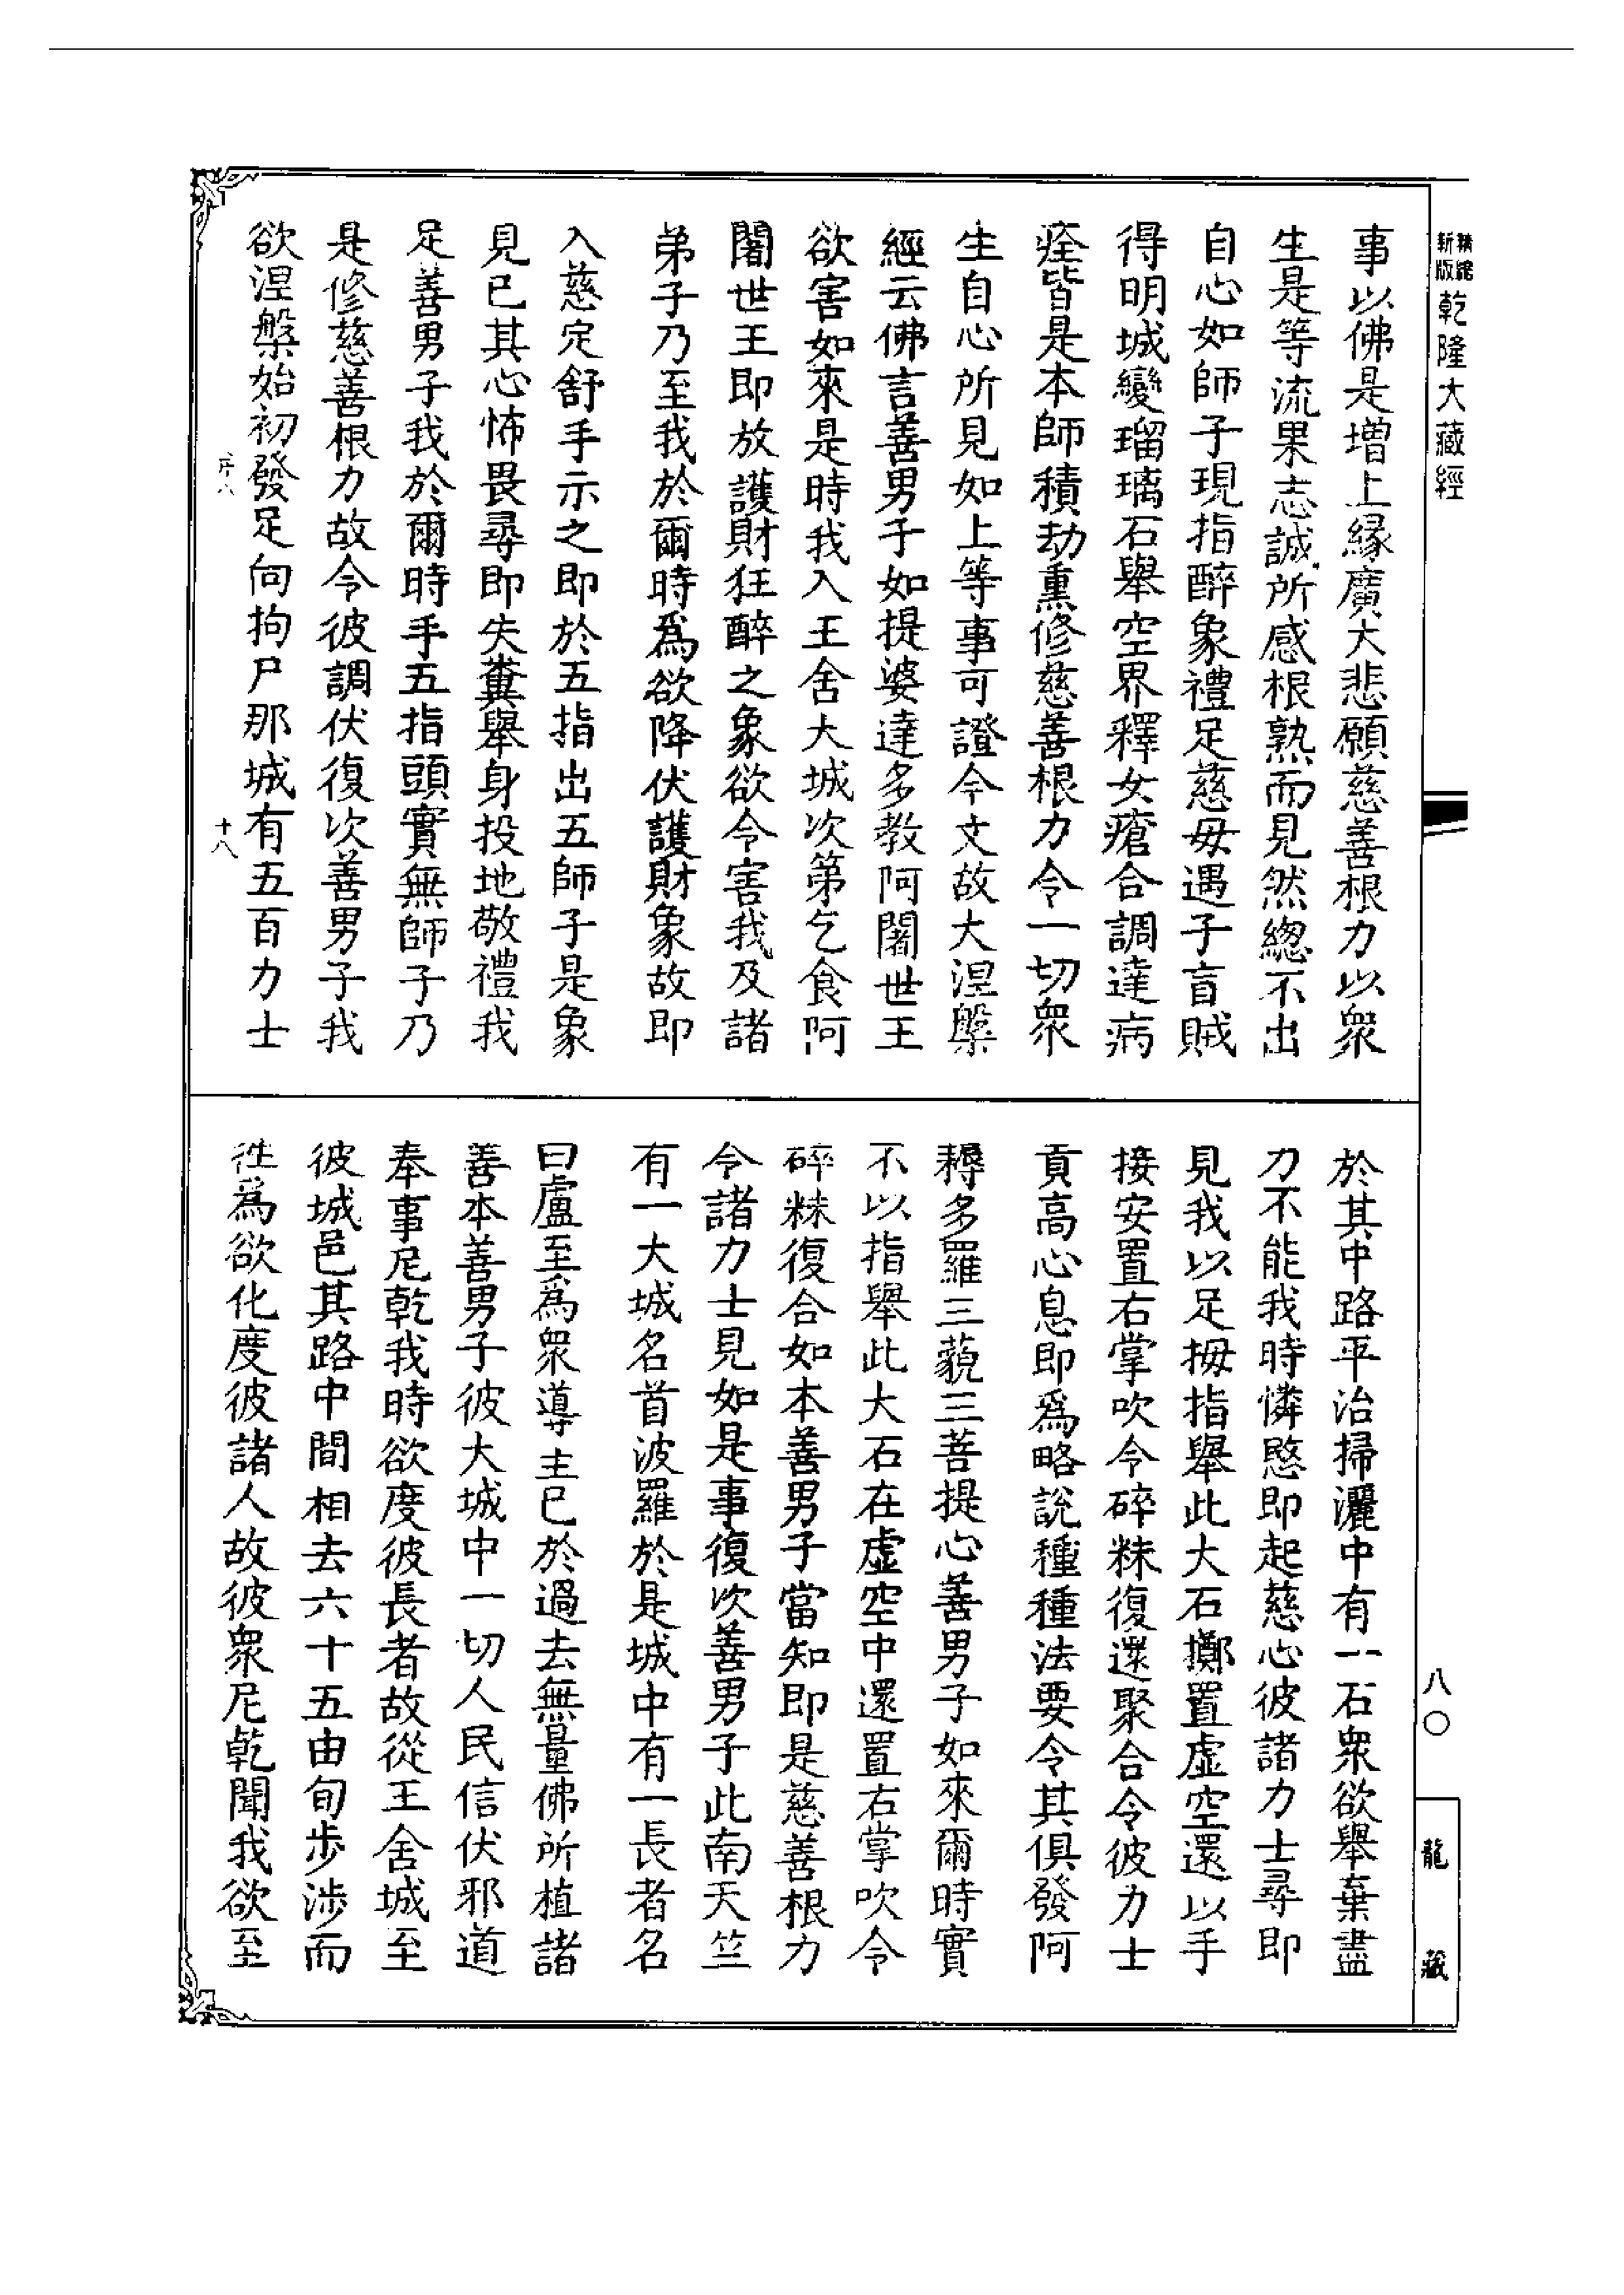 精縮新版乾隆大藏經
事以佛是增上緣廣大悲願慈善根力以衆
生是等流果志誠所感根熟而見然緫不出
自心如師子現指醉象禮足慈母遇子盲賊
得明城變瑠璃石舉空界釋女瘡合調達病
痊皆是本師積劫熏修慈善根力令一切衆
生自心所見如上等事可證今文故大涅槃
經云佛言善男子如提婆達多教阿闍世王
欲害如來是時我入王舍大城次第乞食阿
闍世王即放護財狂醉之象欲令害我及諸
弟子乃至我於爾時爲欲降伏護財象故即
入慈定舒手示之即於五指出五師子是象
見已其心怖畏尋即失糞舉身投地敬禮我
足善男子我於爾時手五指頭實無師子乃
是修慈善根力故令彼調伏復次善男子我
欲涅槃始初發足向拘尸那城有五百力士
十八
於其中路平治掃灑中有一石衆欲舉棄盡
力不能我時憐愍即起慈心彼諸力士尋即
見我以足拇指舉此大石擲置虛空還以手
接安置右掌吹令碎粖復還聚合令彼力士
貢高心息即爲略說種種法要令其俱發阿
耨多羅三藐三菩提心善男子如來爾時實
不以指舉此大石在虛空中還置右掌吹令
碎粖復合如本善男子當知即是慈善根力
令諸力士見如是事復次善男子此南天竺
有一大城名首波羅於是城中有一長者名
曰盧至爲衆導主已於過去無量佛所植諸
善本善男子彼大城中一切人民信伏邪道
奉事尼乾我時欲度彼長者故從王舍城至
彼城邑其路中間相去六十五由旬步涉而
徃爲欲化度彼諸人故彼衆尼乾聞我欲至
八〇
龍藏